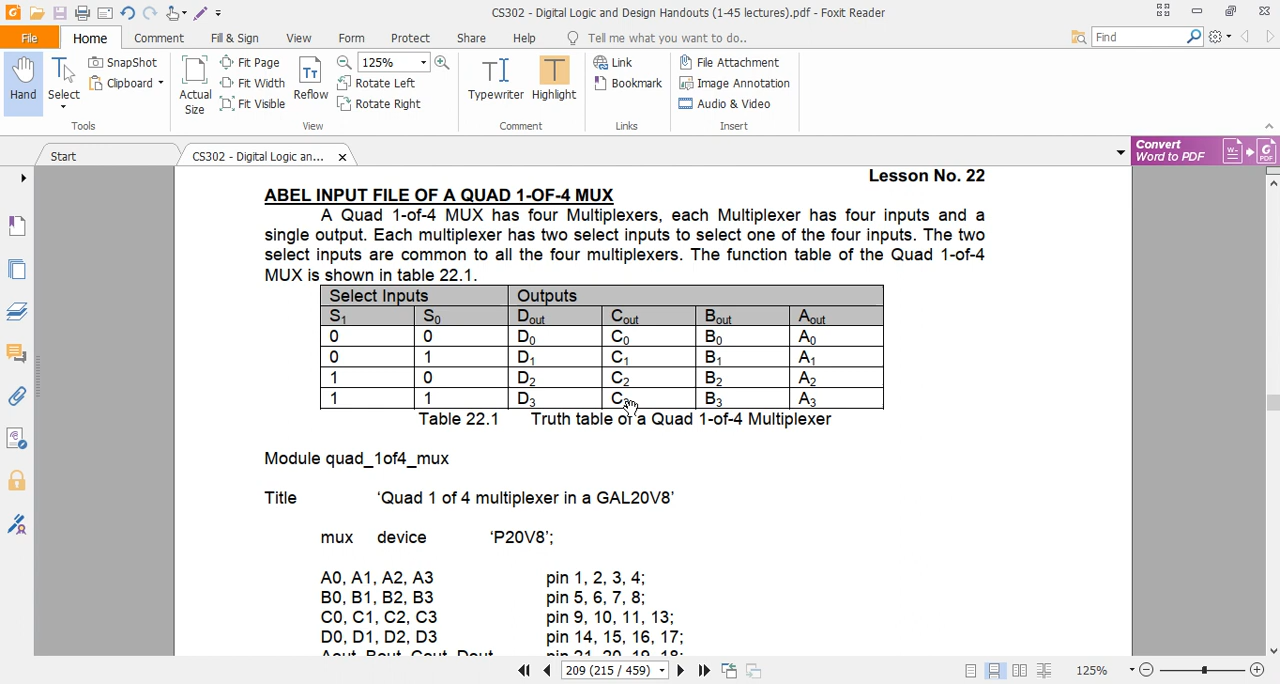 CS302 - Digital Logic and Design Handouts (1-45 lectures).pdf - Foxit Reader
File Home Comment Fill & Sign View Form Protect Share Help Tell me what you want to do.. Find
Hand
Select
SnapShot
Clipboard
Tools
Actual Size
Fit Page
Fit Width
Fit Visible
Reflow
125%
Rotate Left
Rotate Right
View
Typewriter
Highlight
Comment
Link
Bookmark
Links
File Attachment
Image Annotation
Audio & Video
Insert
Start
CS302 - Digital Logic an...
Convert
Word to PDF
PDF
Lesson No. 22
ABEL INPUT FILE OF A QUAD 1-OF-4 MUX
A Quad 1-of-4 MUX has four Multiplexers, each Multiplexer has four inputs and a
single output. Each multiplexer has two select inputs to select one of the four inputs. The two
select inputs are common to all the four multiplexers. The function table of the Quad 1-of-4
MUX is shown in table 22.1.
Select Inputs Outputs
S1 S0 Dout Cout Bout Aout
0 0 D0 C0 B0 A0
0 1 D1 C1 B1 A1
1 0 D2 C2 B2 A2
1 1 D3 C3 B3 A3
Table 22.1 Truth table of a Quad 1-of-4 Multiplexer
Module quad_1of4_mux
Title ‘Quad 1 of 4 multiplexer in a GAL20V8’
mux device ‘P20V8’;
A0, A1, A2, A3 pin 1, 2, 3, 4;
B0, B1, B2, B3 pin 5, 6, 7, 8;
C0, C1, C2, C3 pin 9, 10, 11, 13;
D0, D1, D2, D3 pin 14, 15, 16, 17;
Aout, Bout, Cout, Dout pin 21, 20, 19, 18;
209 (215 / 459)
125%